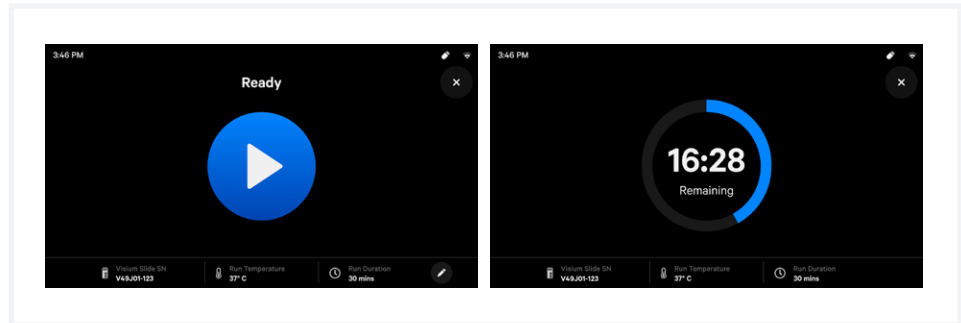 3:46 PM
Ready
Visium Slide SN
V49J01-123
Run Temperature
37° C
Run Duration
30 mins
3:46 PM
16:28
Remaining
Visium Slide SN
V49J01-123
Run Temperature
37° C
Run Duration
30 mins